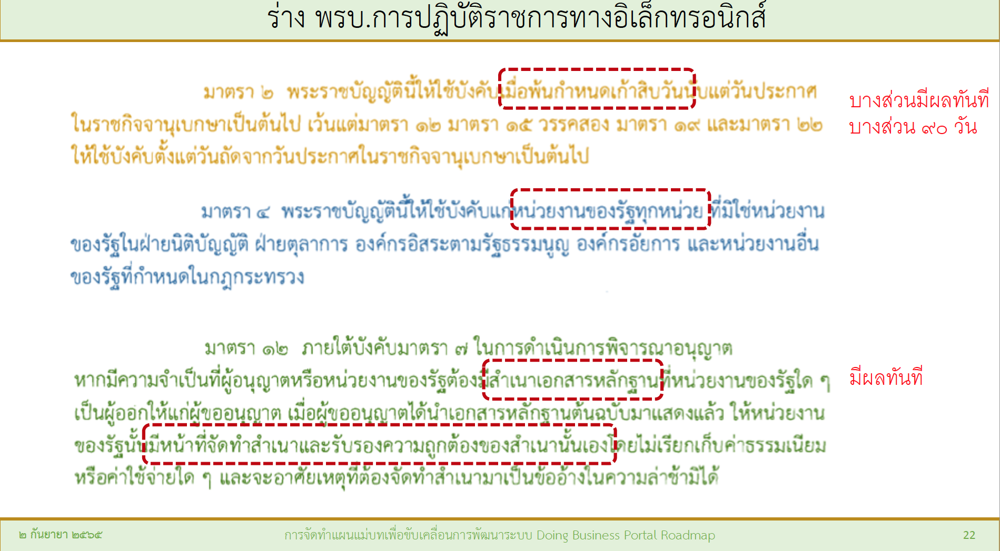 ร่าง พรบ.การปฏิบัติราชการทางอิเล็กทรอนิกส์
มาตรา ๒ พระราชบัญญัตินี้ให้ใช้บังคับเมื่อพ้นกำหนดเก้าสิบวันนับแต่วันประกาศ
ในราชกิจจานุเบกษาเป็นต้นไป เว้นแต่มาตรา ๑๒ มาตรา ๑๕ วรรคสอง มาตรา ๑๙ และมาตรา ๒๒
ให้ใช้บังคับตั้งแต่วันถัดจากวันประกาศในราชกิจจานุเบกษาเป็นต้นไป
บางส่วนมีผลทันที
บางส่วน ๙๐ วัน
มาตรา ๔ พระราชบัญญัตินี้ให้ใช้บังคับแก่หน่วยงานของรัฐทุกหน่วย ที่มิใช่หน่วยงาน
ของรัฐในฝ่ายนิติบัญญัติ ฝ่ายตุลาการ องค์กรอิสระตามรัฐธรรมนูญ องค์กรอัยการ และหน่วยงานอื่น
ของรัฐที่กำหนดในกฎกระทรวง
มาตรา ๑๒ ภายใต้บังคับมาตรา ๗ ในการดำเนินการพิจารณาอนุญาต
หากมีความจำเป็นที่ผู้อนุญาตหรือหน่วยงานของรัฐต้องมีสำเนาเอกสารหลักฐานที่หน่วยงานของรัฐใด ๆ
เป็นผู้ออกให้แก่ผู้ขออนุญาต เมื่อผู้ขออนุญาตได้นำเอกสารหลักฐานต้นฉบับมาแสดงแล้ว ให้หน่วยงาน
ของรัฐนั้นมีหน้าที่จัดทำสำเนาและรับรองความถูกต้องของสำเนานั้นเองโดยไม่เรียกเก็บค่าธรรมเนียม
หรือค่าใช้จ่ายใด ๆ และจะอาศัยเหตุที่ต้องจัดทำสำเนามาเป็นข้ออ้างในความล่าช้ามิได้
มีผลทันที
๒ กันยายา ๒๕๖๕
การจัดทำแผนแม่บทเพื่อขับเคลื่อนการพัฒนาระบบ Doing Business Portal Roadmap
22